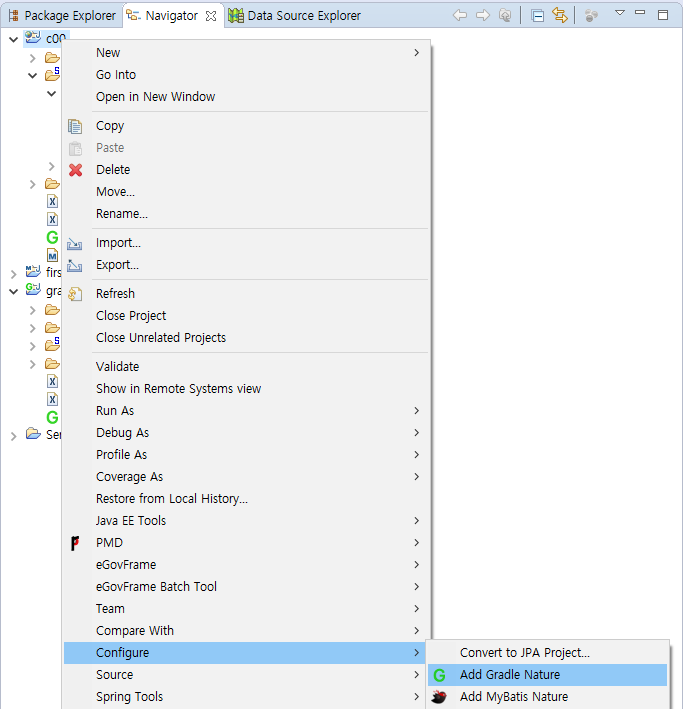 Package Explorer
Navigator
Data Source Explorer
c00
New
Go Into
Open in New Window
Copy
Paste
Delete
Move...
Rename...
Import...
firs
Export...
gra
Refresh
Close Project
Close Unrelated Projects
Validate
Show in Remote Systems view
Run As
Debug As
Ser
Profile As
Coverage As
Restore from Local History...
Java EE Tools
PMD
eGovFrame
eGovFrame Batch Tool
Team
Compare With
Configure
Convert to JPA Project...
Source
Add Gradle Nature
Spring Tools
Add MyBatis Nature